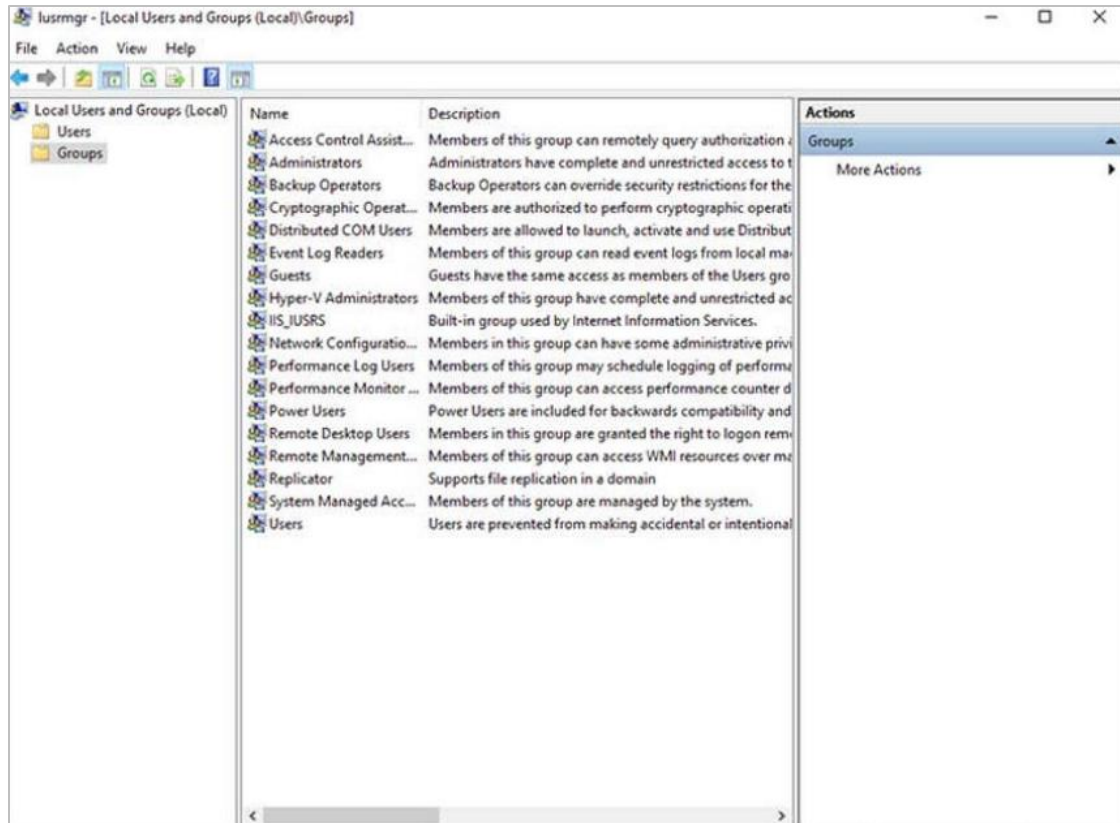 lusrmgr - [Local Users and Groups (Local)\Groups]
File Action View Help
Local Users and Groups (Local)
Users
Groups
Name Description
Access Control Assist... Members of this group can remotely query authorization a
Administrators Administrators have complete and unrestricted access to t
Backup Operators Backup Operators can override security restrictions for the
Cryptographic Operat... Members are authorized to perform cryptographic operati
Distributed COM Users Members are allowed to launch, activate and use Distribut
Event Log Readers Members of this group can read event logs from local ma
Guests Guests have the same access as members of the Users gro
Hyper-V Administrators Members of this group have complete and unrestricted ac
IIS_IUSRS Built-in group used by Internet Information Services.
Network Configuratio... Members in this group can have some administrative privi
Performance Log Users Members of this group may schedule logging of performa
Performance Monitor ... Members of this group can access performance counter d
Power Users Power Users are included for backwards compatibility and
Remote Desktop Users Members in this group are granted the right to logon rem
Remote Management... Members of this group can access WMI resources over ma
Replicator Supports file replication in a domain
System Managed Acc... Members of this group are managed by the system.
Users Users are prevented from making accidental or intentional
Actions
Groups
More Actions